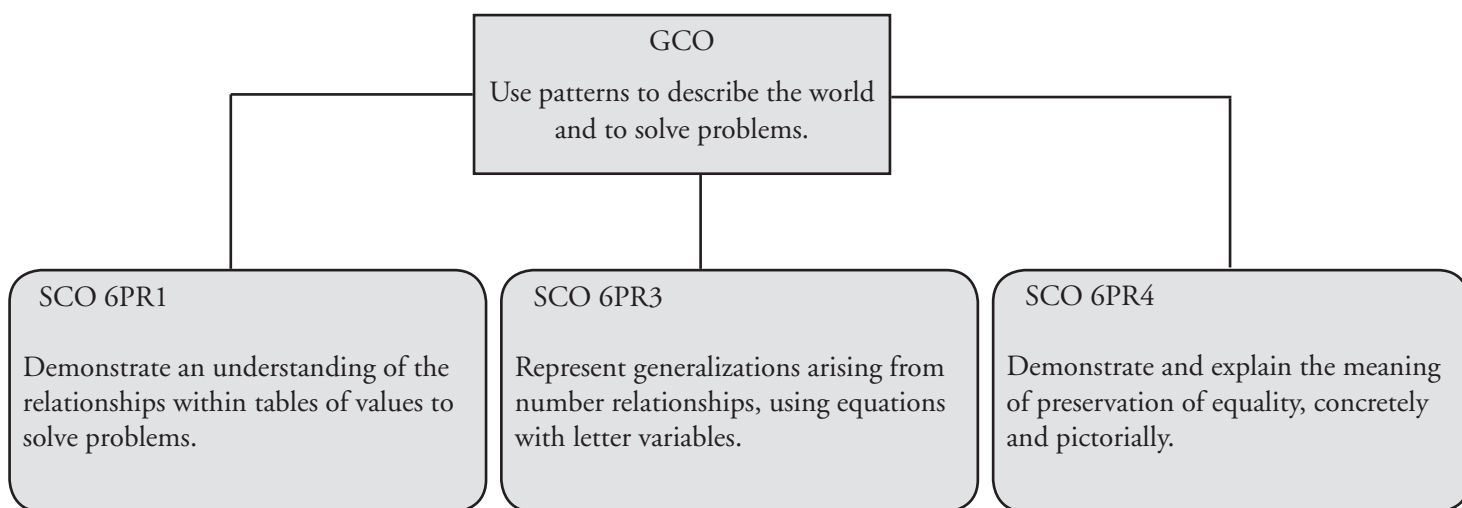 GCO
Use patterns to describe the world
and to solve problems.
SCO 6PR1
Demonstrate an understanding of the
relationships within tables of values to
solve problems.
SCO 6PR3
Represent generalizations arising from
number relationships, using equations
with letter variables.
SCO 6PR4
Demonstrate and explain the meaning
of preservation of equality, concretely
and pictorially.